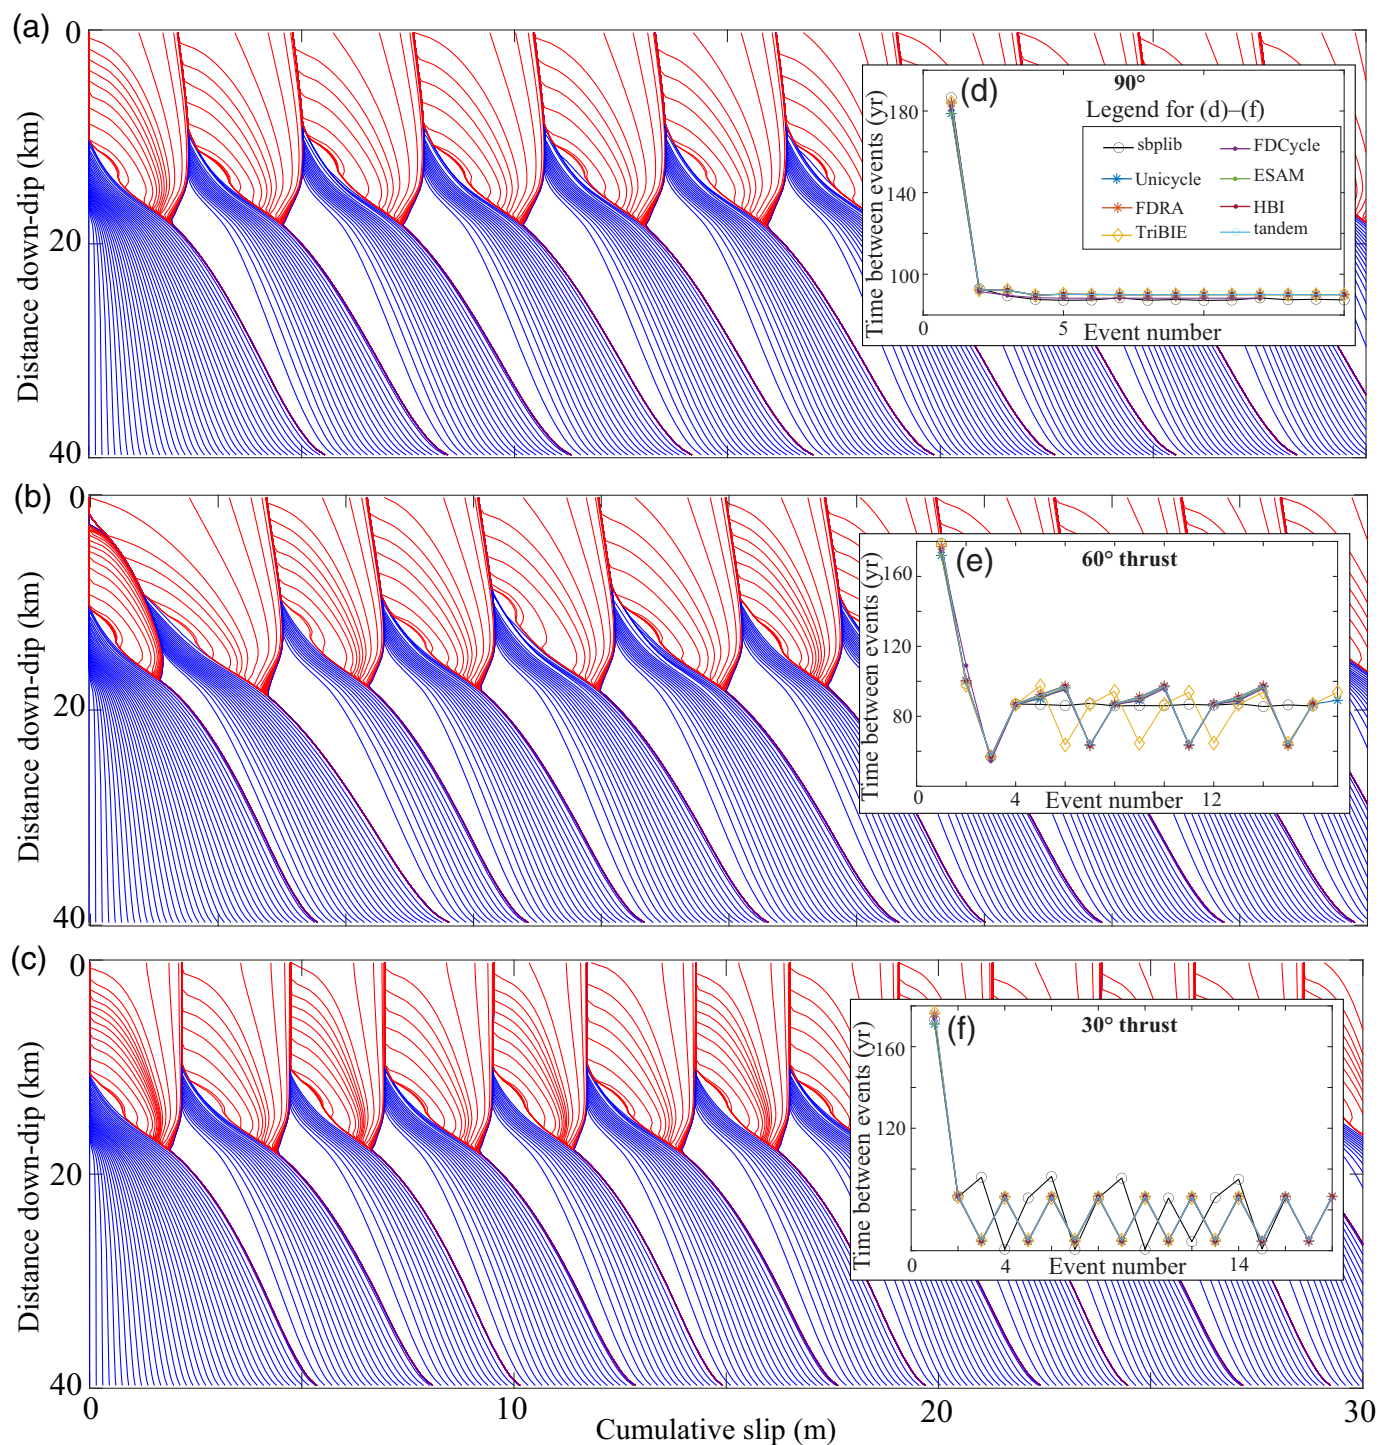 (a)
0
20
40
Distance down-dip (km)
(d)
90°
Legend for (d)–(f)
sbplib
FDCycle
Unicycle
ESAM
FDRA
HBI
TriBIE
tandem
180
140
100
Time between events (yr)
0
5
Event number
(b)
0
20
40
Distance down-dip (km)
(e)
60° thrust
160
120
80
Time between events (yr)
0
4
12
Event number
(c)
0
20
40
Distance down-dip (km)
(f)
30° thrust
160
120
Time between events (yr)
0
4
14
Event number
0
10
20
30
Cumulative slip (m)